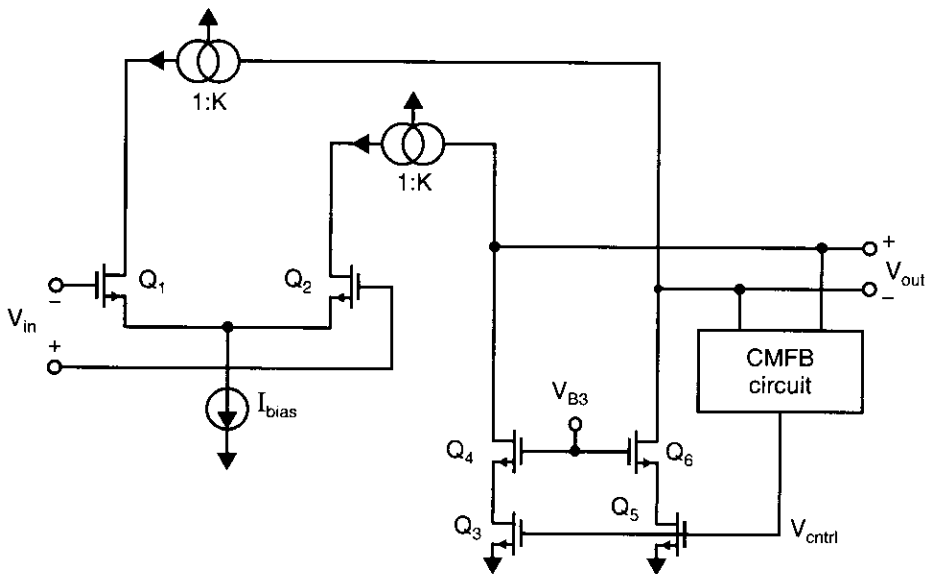 1:K
1:K
Q1
Q2
+
Vout
−
−
Vin
+
CMFB
circuit
Ibias
VB3
Q4
Q6
Q3
Q5
Vcntrl